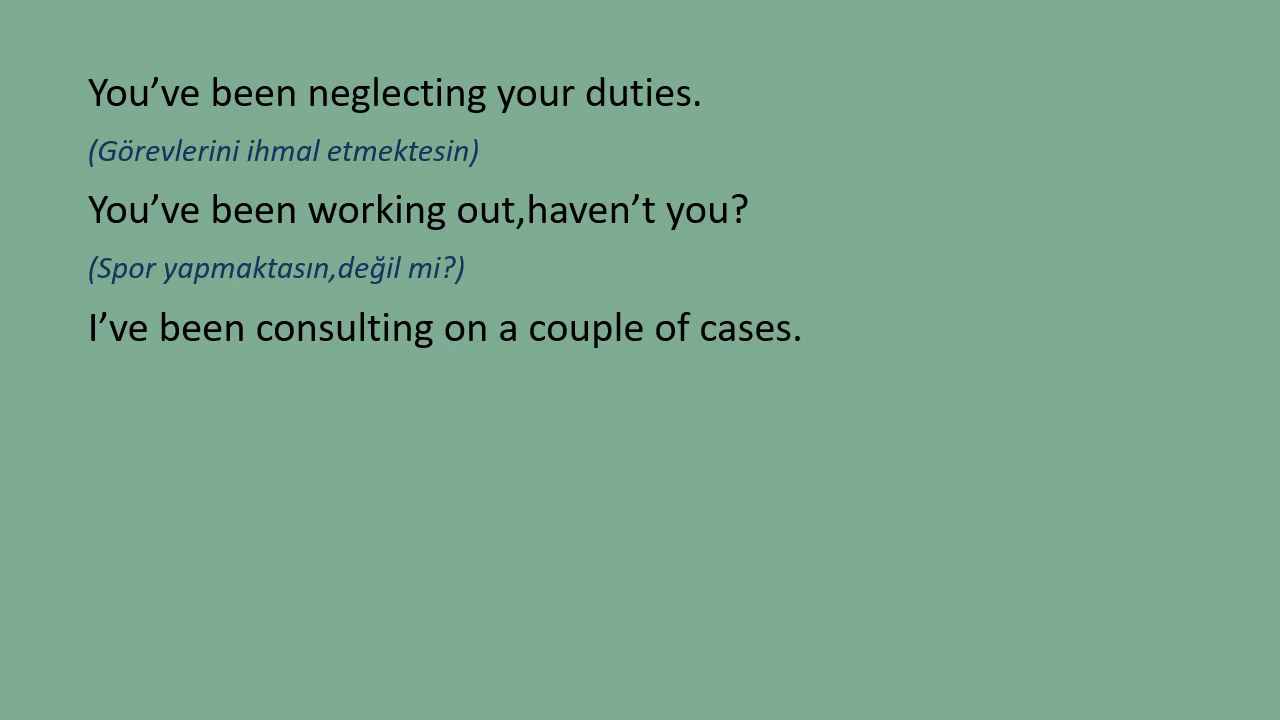 You’ve been neglecting your duties.
(Görevlerini ihmal etmektesin)
You’ve been working out,haven’t you?
(Spor yapmaktasın,değil mi?)
I’ve been consulting on a couple of cases.